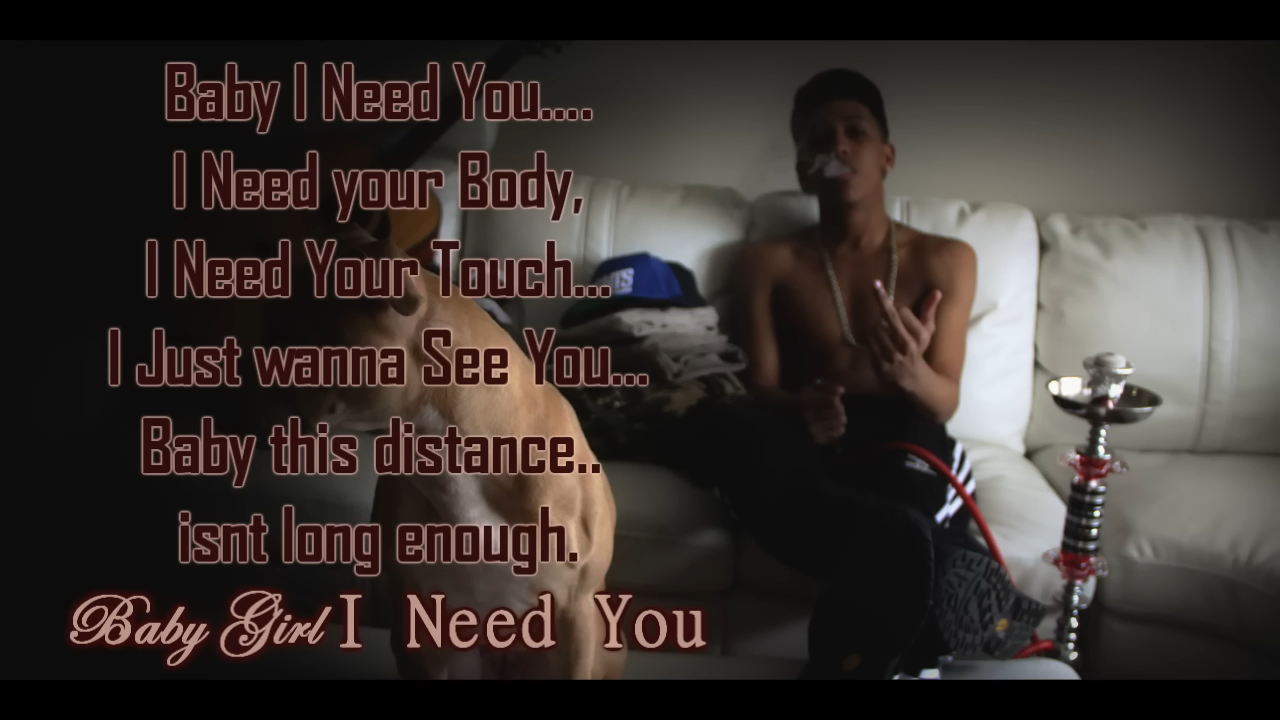 Baby I Need You....
I Need your Body,
I Need Your Touch...
I Just wanna See You...
Baby this distance..
isnt long enough.
Baby Girl I Need You